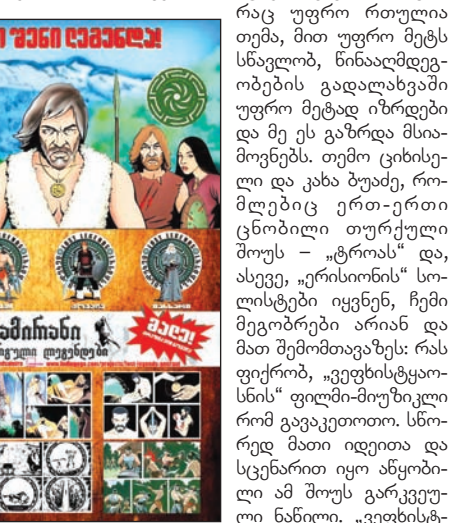 შენი ლეგენდა!
ამირანი
ლეგენდები
მალე!
რაც უფრო რთულია
თემა, მით უფრო მეტს
სწავლობ, წინააღმდეგ-
ობების გადალახვაში
უფრო მეტად იზრდები
და მე ეს გაზრდა მსია-
მოვნებს. თემო ციხისე-
ლი და კახა ბუაძე, რო-
მლებიც ერთ-ერთი
ცნობილი თურქული
შოუს – „ტროას“ და,
ასევე, „ერისიონის“ სო-
ლისტები იყვნენ, ჩემი
მეგობრები არიან და
მათ შემომთავაზეს: რას
ფიქრობ, „ვეფხისტყაო-
სნის“ ფილმი-მიუზიკლი
რომ გავაკეთოთო. სწო-
რედ მათი იდეითა და
სცენარით იყო აწყობი-
ლი ამ შოუს გარკვეუ-
ლი ნაწილი. „ვეფხისტ-